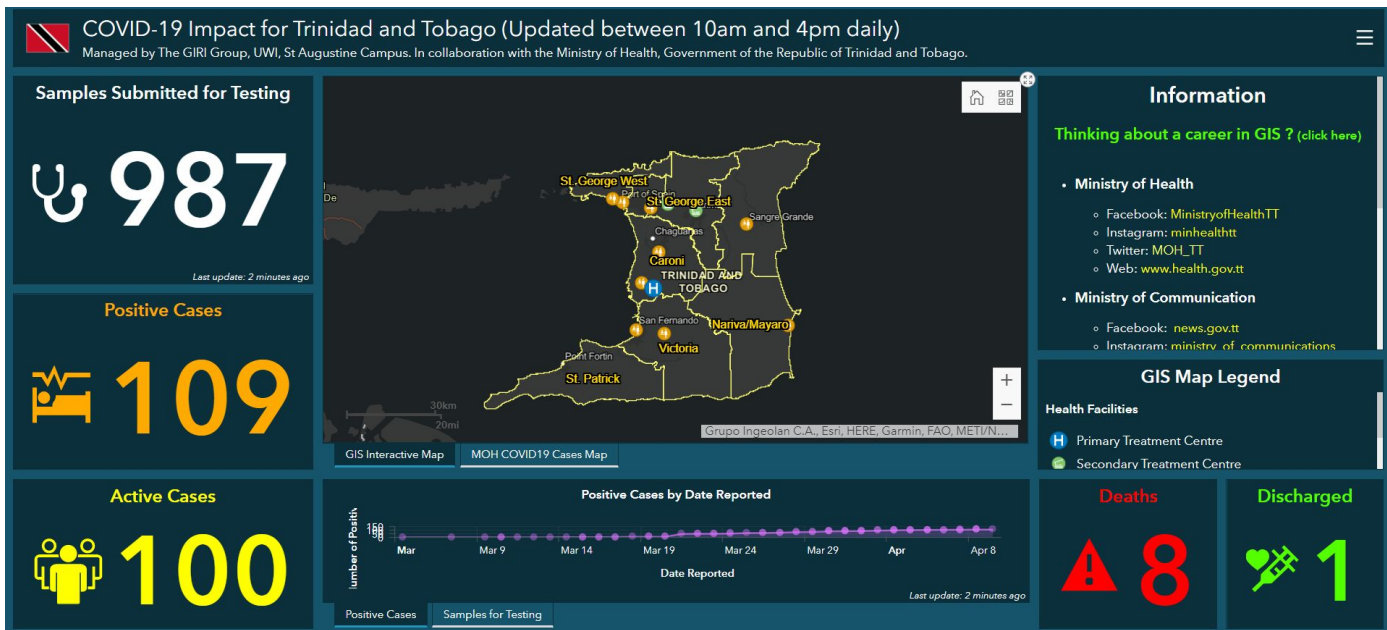 COVID-19 Impact for Trinidad and Tobago (Updated between 10am and 4pm daily)
Managed by The GIRI Group, UWI, St Augustine Campus. In collaboration with the Ministry of Health, Government of the Republic of Trinidad and Tobago.
Samples Submitted for Testing
987
Last update: 2 minutes ago
Positive Cases
109
Active Cases
100
De
St. George West
Port of Spain
St. George East
Sangre Grande
Chaguanas
Caroni
TRINIDAD AND
TOBAGO
San Fernando
Nariva/Mayaro
Victoria
Point Fortin
St. Patrick
30km
20mi
Grupo Ingeolan C.A., Esri, HERE, Garmin, FAO, METI/N...
GIS Interactive Map
MOH COVID19 Cases Map
Positive Cases by Date Reported
umber of Positiv
150
Mar
Mar 9
Mar 14
Mar 19
Mar 24
Mar 29
Apr
Apr 8
Date Reported
Last update: 2 minutes ago
Positive Cases
Samples for Testing
Information
Thinking about a career in GIS ? (click here)
• Ministry of Health
Facebook: MinistryofHealthTT
Instagram: minhealthtt
Twitter: MOH_TT
Web: www.health.gov.tt
• Ministry of Communication
Facebook: news.gov.tt
Instagram: ministry_of_communications
GIS Map Legend
Health Facilities
H Primary Treatment Centre
Secondary Treatment Centre
Deaths
8
Discharged
1